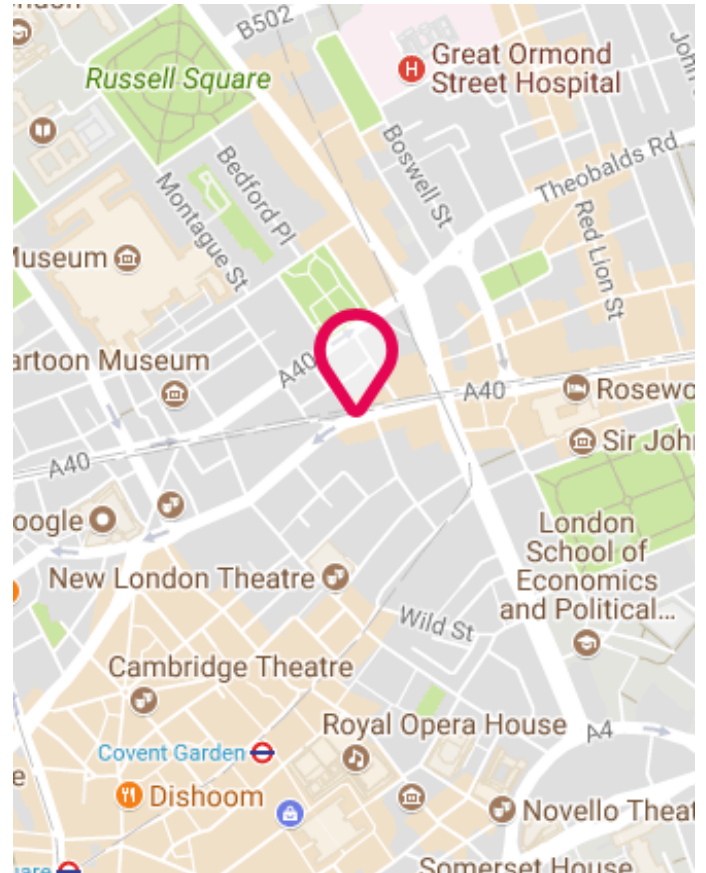 B502
Russell Square
Great Ormond
Street Hospital
John
Boswell St
Theobalds Rd
Bedford Pl
Montague St
Red Lion St
Museum
artoon Museum
A40
A40
Rosewo
Sir John
A40
oogle
London
School of
Economics
and Political...
New London Theatre
Wild St
Cambridge Theatre
Royal Opera House
A4
Covent Garden
e
Dishoom
Novello Theat
uare
Somerset House